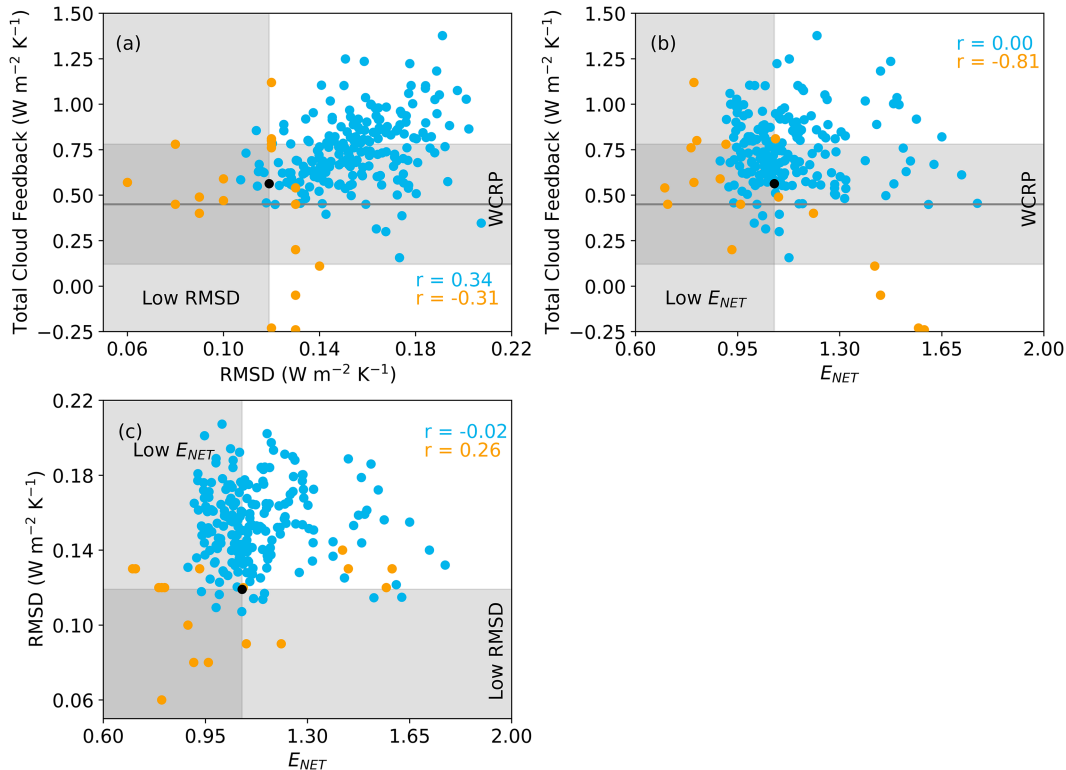 1.50
1.25
1.00
0.75
0.50
0.25
0.00
−0.25
Total Cloud Feedback (W m−2 K−1)
(a)
WCRP
r = 0.34
r = -0.31
Low RMSD
0.06 0.10 0.14 0.18 0.22
RMSD (W m−2 K−1)
1.50
1.25
1.00
0.75
0.50
0.25
0.00
−0.25
Total Cloud Feedback (W m−2 K−1)
(b)
r = 0.00
r = -0.81
WCRP
Low ENET
0.60 0.95 1.30 1.65 2.00
ENET
0.22
0.18
0.14
0.10
0.06
RMSD (W m−2 K−1)
(c)
Low ENET
r = -0.02
r = 0.26
Low RMSD
0.60 0.95 1.30 1.65 2.00
ENET